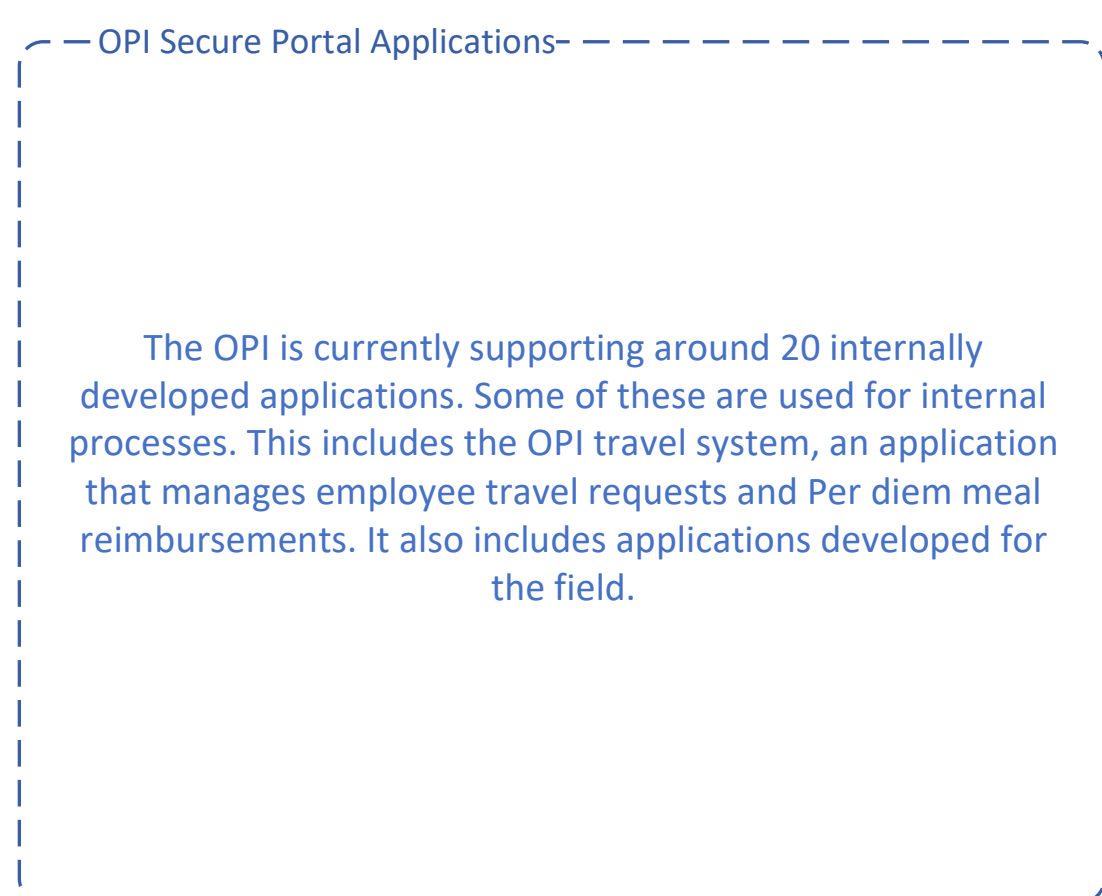 OPI Secure Portal Applications
The OPI is currently supporting around 20 internally
developed applications. Some of these are used for internal
processes. This includes the OPI travel system, an application
that manages employee travel requests and Per diem meal
reimbursements. It also includes applications developed for
the field.